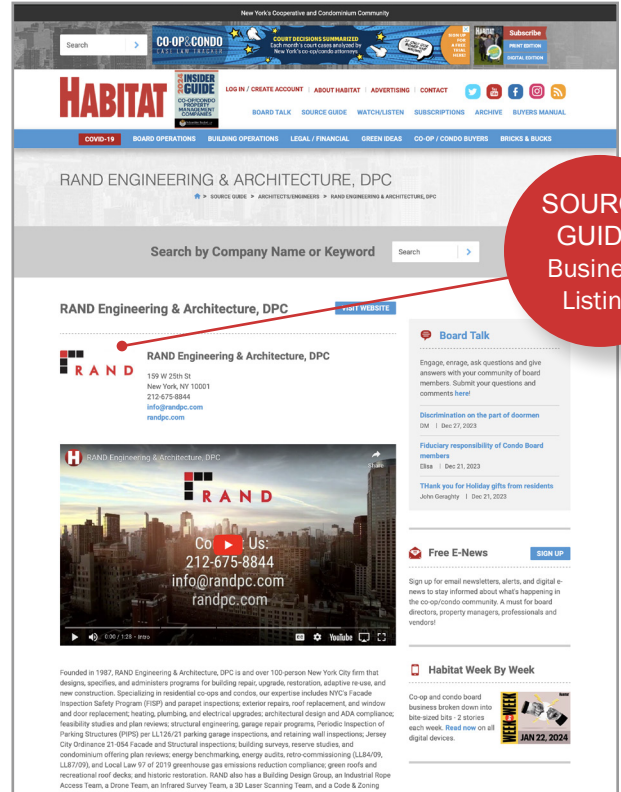 New York's Cooperative and Condominium Community
Search >
CO-OP & CONDO
CASE LAW TRACKER
COURT DECISIONS SUMMARIZED
Each month's court cases analyzed by
New York's co-op/condo attorneys
SIGN UP
FOR
A FREE
TRIAL
HERE!
HABITAT
Subscribe
PRINT EDITION
DIGITAL EDITION
HABITAT
2024 INSIDER
GUIDE
CO-OP/CONDO
PROPERTY
MANAGEMENT
COMPANIES
LOG IN / CREATE ACCOUNT | ABOUT HABITAT | ADVERTISING | CONTACT
BOARD TALK SOURCE GUIDE WATCH/LISTEN SUBSCRIPTIONS ARCHIVE BUYERS MANUAL
COVID-19 BOARD OPERATIONS BUILDING OPERATIONS LEGAL / FINANCIAL GREEN IDEAS CO-OP / CONDO BUYERS BRICKS & BUCKS
RAND ENGINEERING & ARCHITECTURE, DPC
> SOURCE GUIDE > ARCHITECTS/ENGINEERS > RAND ENGINEERING & ARCHITECTURE, DPC
SOUR
GUID
Busine
Listin
Search by Company Name or Keyword Search >
RAND Engineering & Architecture, DPC VISIT WEBSITE
RAND
RAND Engineering & Architecture, DPC
159 W 25th St
New York, NY 10001
212-675-8844
info@randpc.com
randpc.com
H RAND Engineering & Architecture, DPC
Share
RAND
Co Us:
212-675-8844
info@randpc.com
randpc.com
0:00 / 1:28 • Intro
CC YouTube
Founded in 1987, RAND Engineering & Architecture, DPC is and over 100-person New York City firm that
designs, specifies, and administers programs for building repair, upgrade, restoration, adaptive re-use, and
new construction. Specializing in residential co-ops and condos, our expertise includes NYC's Facade
Inspection Safety Program (FISP) and parapet inspections; exterior repairs, roof replacement, and window
and door replacement; heating, plumbing, and electrical upgrades; architectural design and ADA compliance;
feasibility studies and plan reviews; structural engineering, garage repair programs, Periodic Inspection of
Parking Structures (PIPS) per LL126/21 parking garage inspections, and retaining wall inspections; Jersey
City Ordinance 21-054 Facade and Structural inspections; building surveys, reserve studies, and
condominium offering plan reviews; energy benchmarking, energy audits, retro-commissioning (LL84/09,
LL87/09), and Local Law 97 of 2019 greenhouse gas emissions reduction compliance; green roofs and
recreational roof decks; and historic restoration. RAND also has a Building Design Group, an Industrial Rope
Access Team, a Drone Team, an Infrared Survey Team, a 3D Laser Scanning Team, and a Code & Zoning
Board Talk
Engage, enrage, ask questions and give
answers with your community of board
members. Submit your questions and
comments here!
Discrimination on the part of doormen
DM | Dec 27, 2023
Fiduciary responsibility of Condo Board
members
Elisa | Dec 21, 2023
THank you for Holiday gifts from residents
John Geraghty | Dec 21, 2023
Free E-News SIGN UP
Sign up for email newsletters, alerts, and digital e-
news to stay informed about what's happening in
the co-op/condo community. A must for board
directors, property managers, professionals and
vendors!
Habitat Week By Week
Co-op and condo board
business broken down into
bite-sized bits - 2 stories
each week. Read now on all
digital devices.
WEEK BY WEEK
JAN 22, 2024